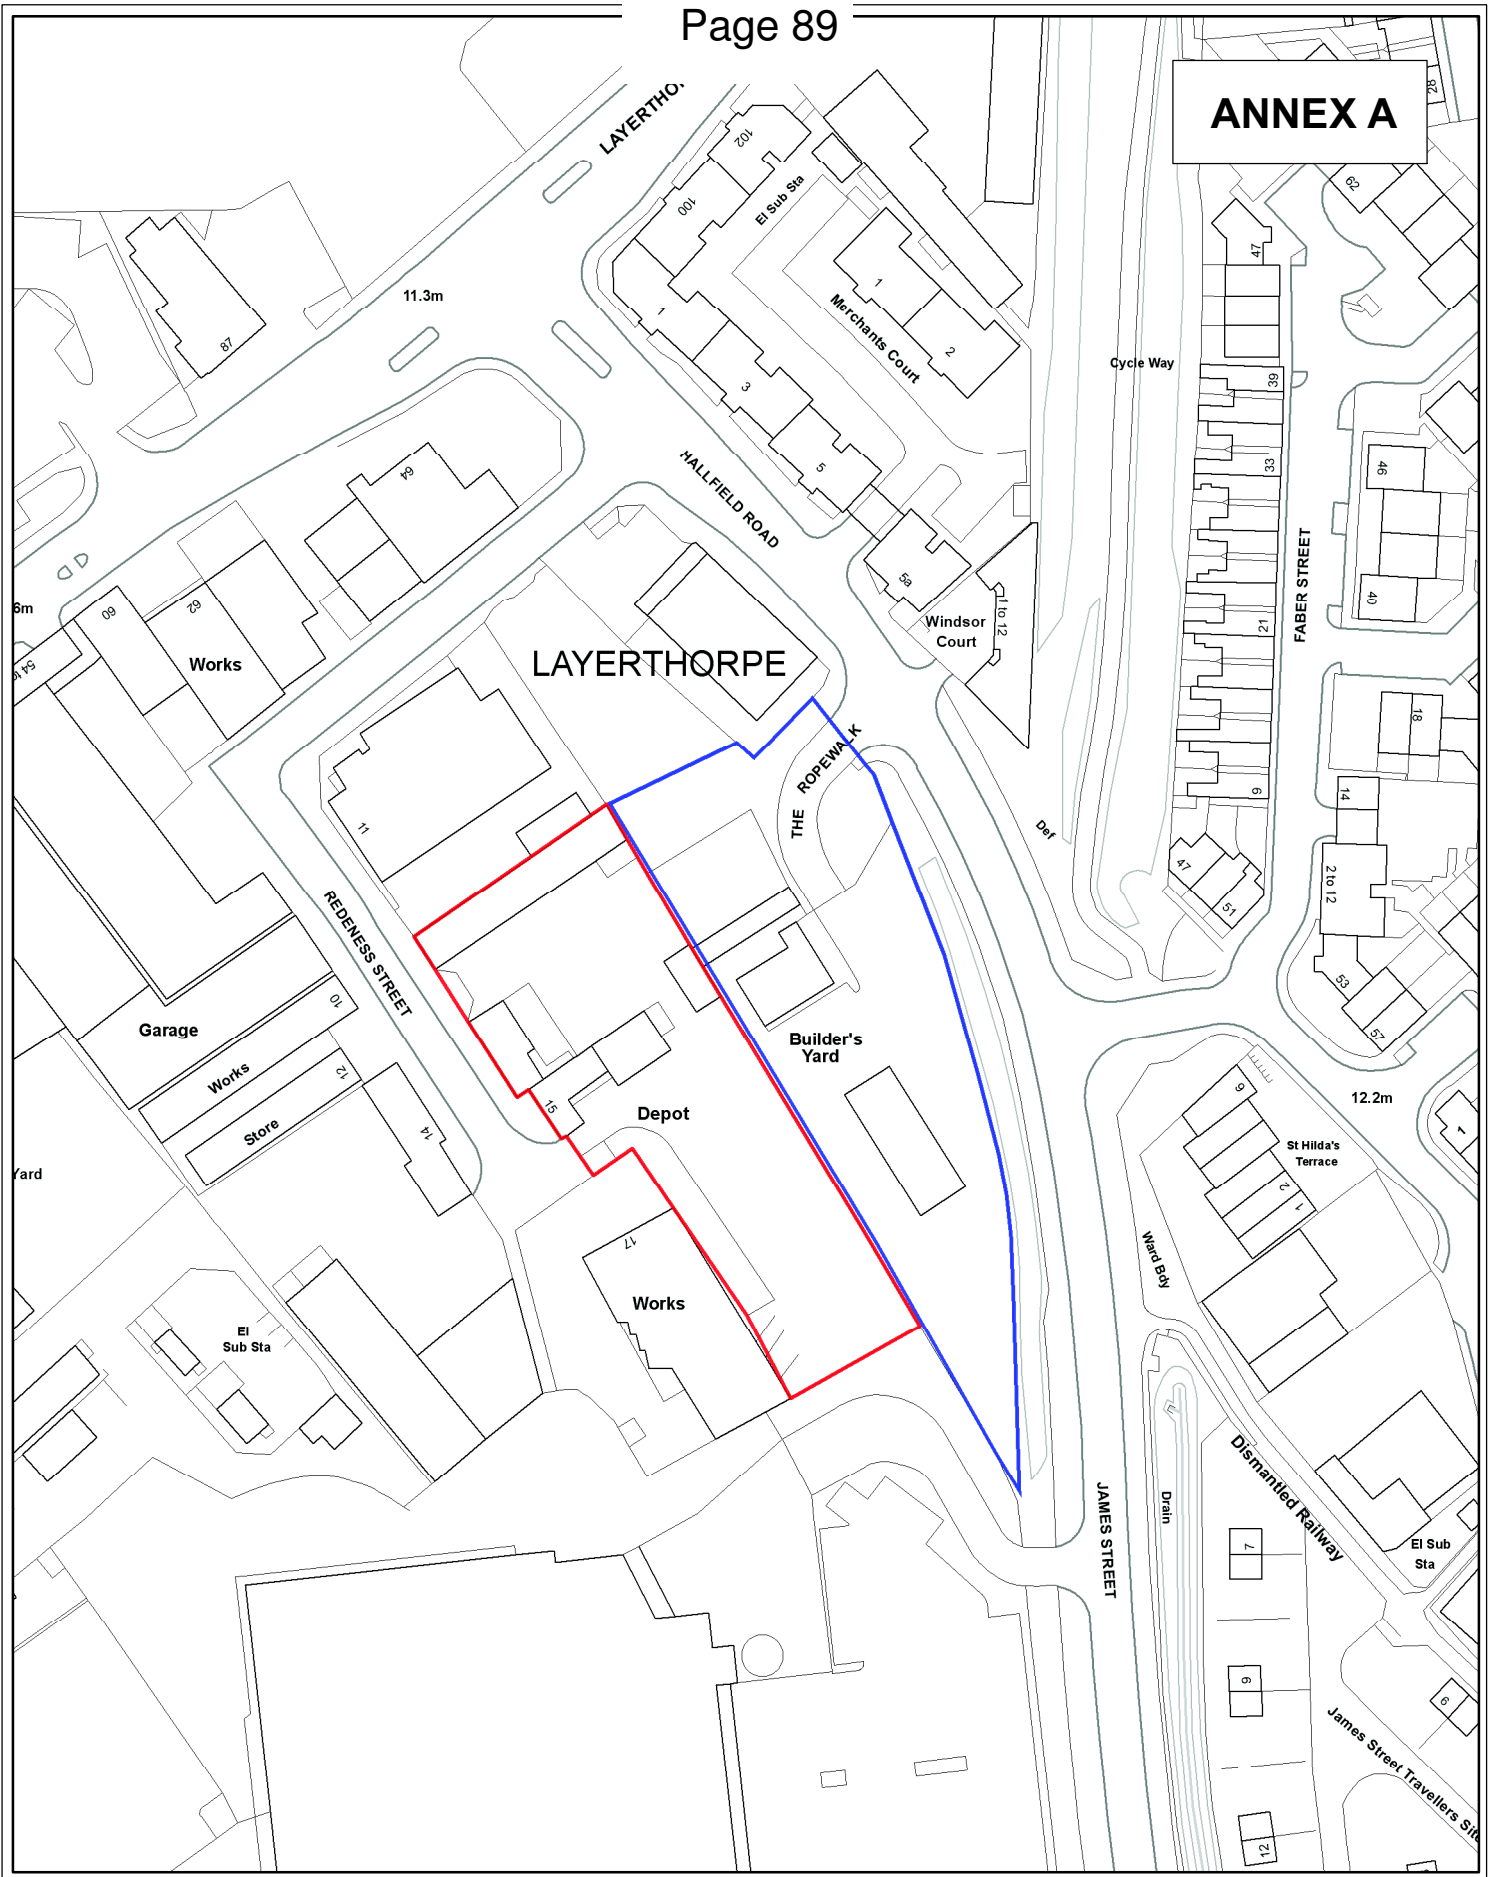 Page 89
ANNEX A
LAYERTHOR
102
100
El Sub Sta
28
62
47
87
11.3m
1
3
5
1
2
Merchants Court
Cycle Way
39
33
21
9
46
40
FABER STREET
64
HALLFIELD ROAD
5a
Windsor
Court
1 to 12
6m
60
62
Works
54 to
LAYERTHORPE
THE ROPEWALK
11
18
14
2 to 12
Def
47
51
53
57
REDENESS STREET
Garage
10
Works
12
Store
14
15
Depot
Builder's
Yard
12.2m
9
St Hilda's
Terrace
2
1
1
Yard
Ward Bdy
17
Works
El
Sub Sta
JAMES STREET
Drain
Dismantled Railway
El Sub
Sta
7
9
12
6
James Street Travellers Site